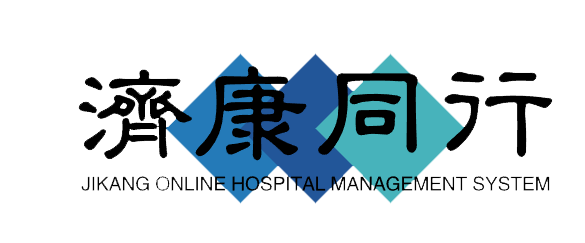 濟康同行
JIKANG ONLINE HOSPITAL MANAGEMENT SYSTEM